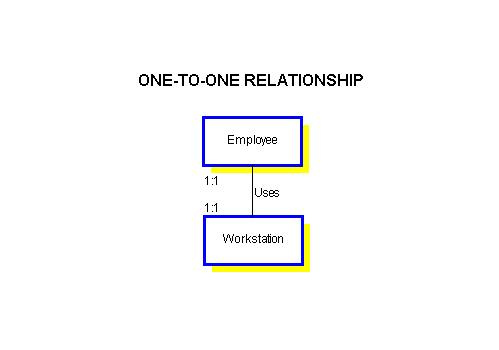 ONE-TO-ONE RELATIONSHIP
Employee
1:1
Uses
1:1
Workstation